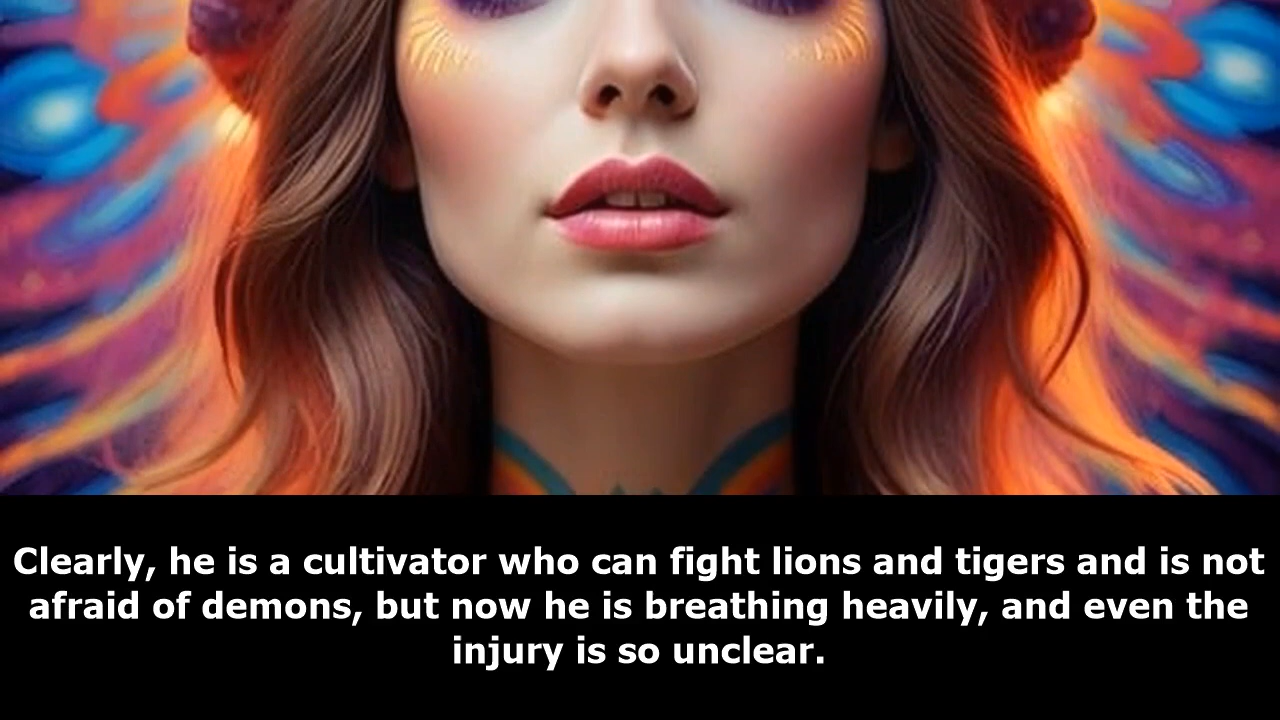 Clearly, he is a cultivator who can fight lions and tigers and is not
afraid of demons, but now he is breathing heavily, and even the
injury is so unclear.